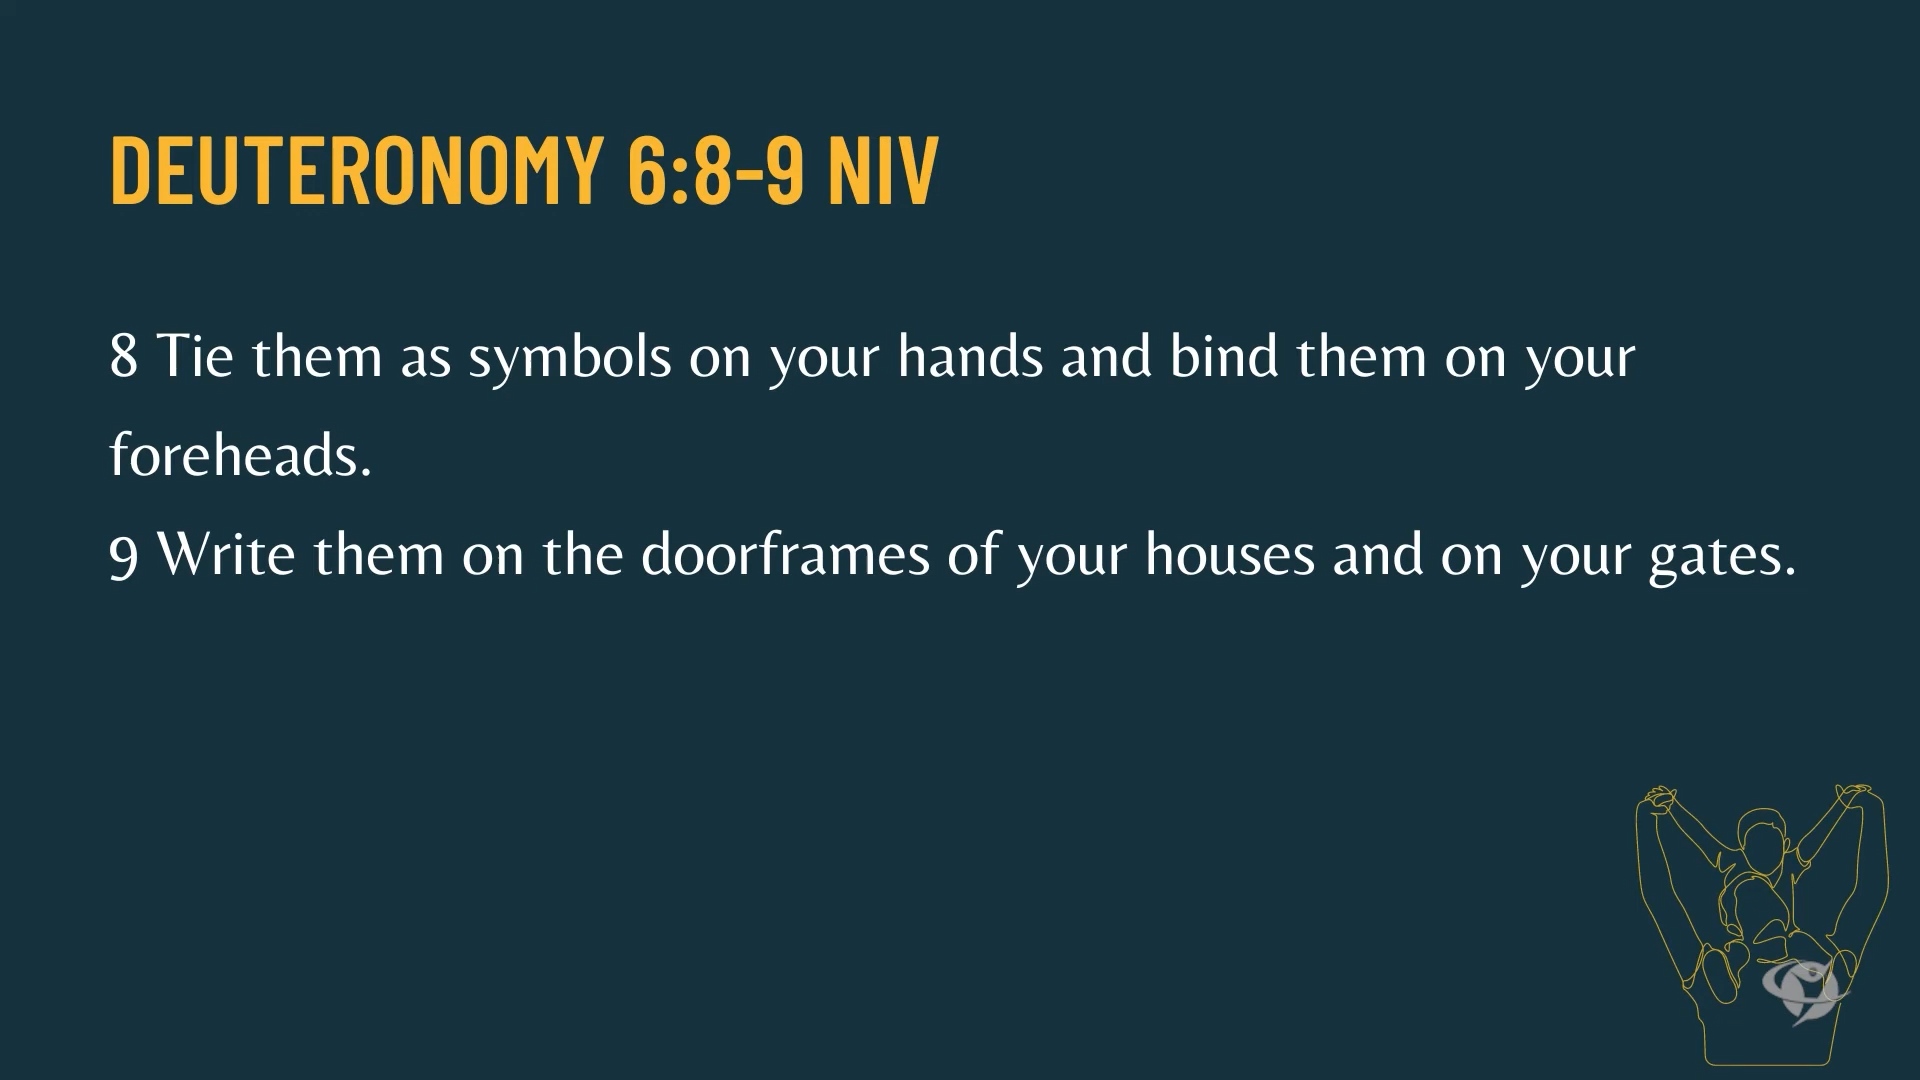 DEUTERONOMY 6:8-9 NIV
8 Tie them as symbols on your hands and bind them on your
foreheads.
9 Write them on the doorframes of your houses and on your gates.